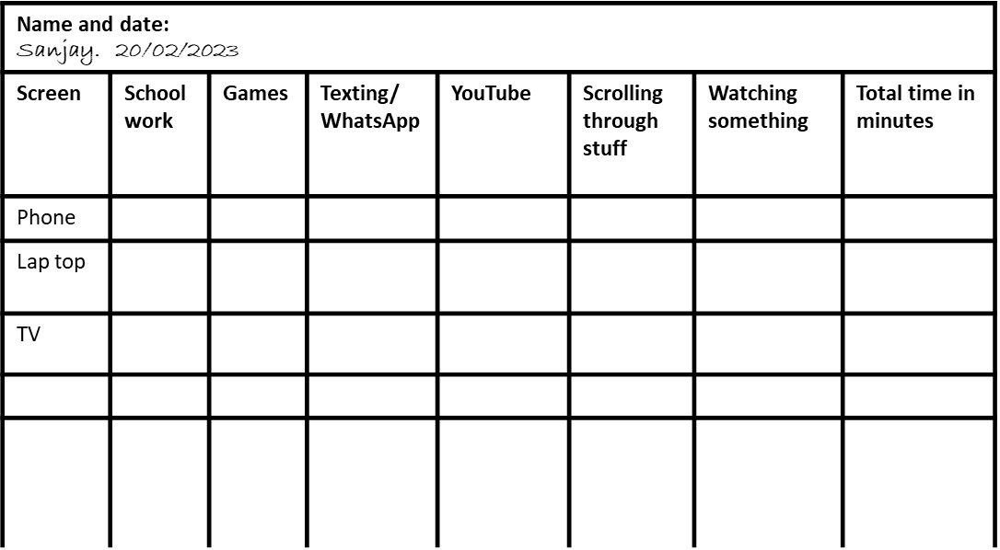 Name and date:
Sanjay. 20/02/2023
Screen
School
work
Games
Texting/
WhatsApp
YouTube
Scrolling
through
stuff
Watching
something
Total time in
minutes
Phone
Lap top
TV